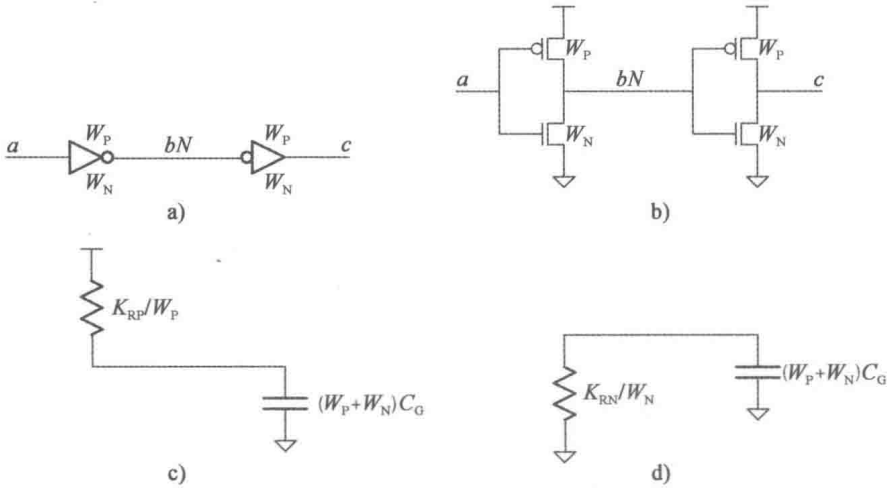 a
W_P
W_N
bN
W_P
W_N
c
a)
a
W_P
W_N
bN
W_P
W_N
c
b)
K_RP/W_P
(W_P+W_N)C_G
c)
K_RN/W_N
(W_P+W_N)C_G
d)